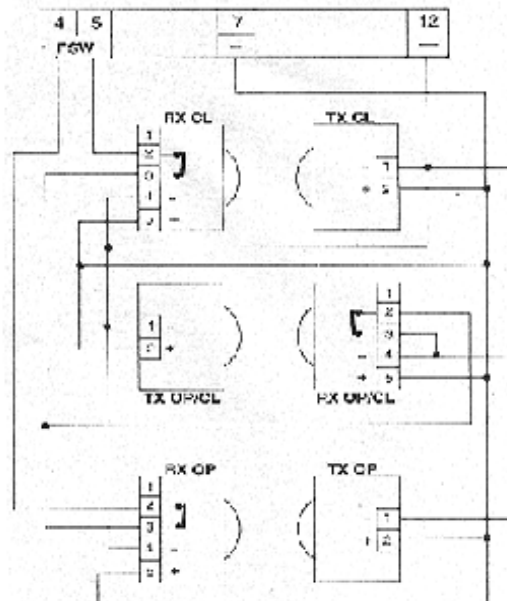 4 5 7 12
FSW — —
RX CL TX CL
1
2 1
3 + 2
4 -
5 -
1
1 2
2 + 3
- 4
+ 5
TX OP/CL RX OP/CL
RX OP TX OP
1
2
3 1
4 - 2
5 +